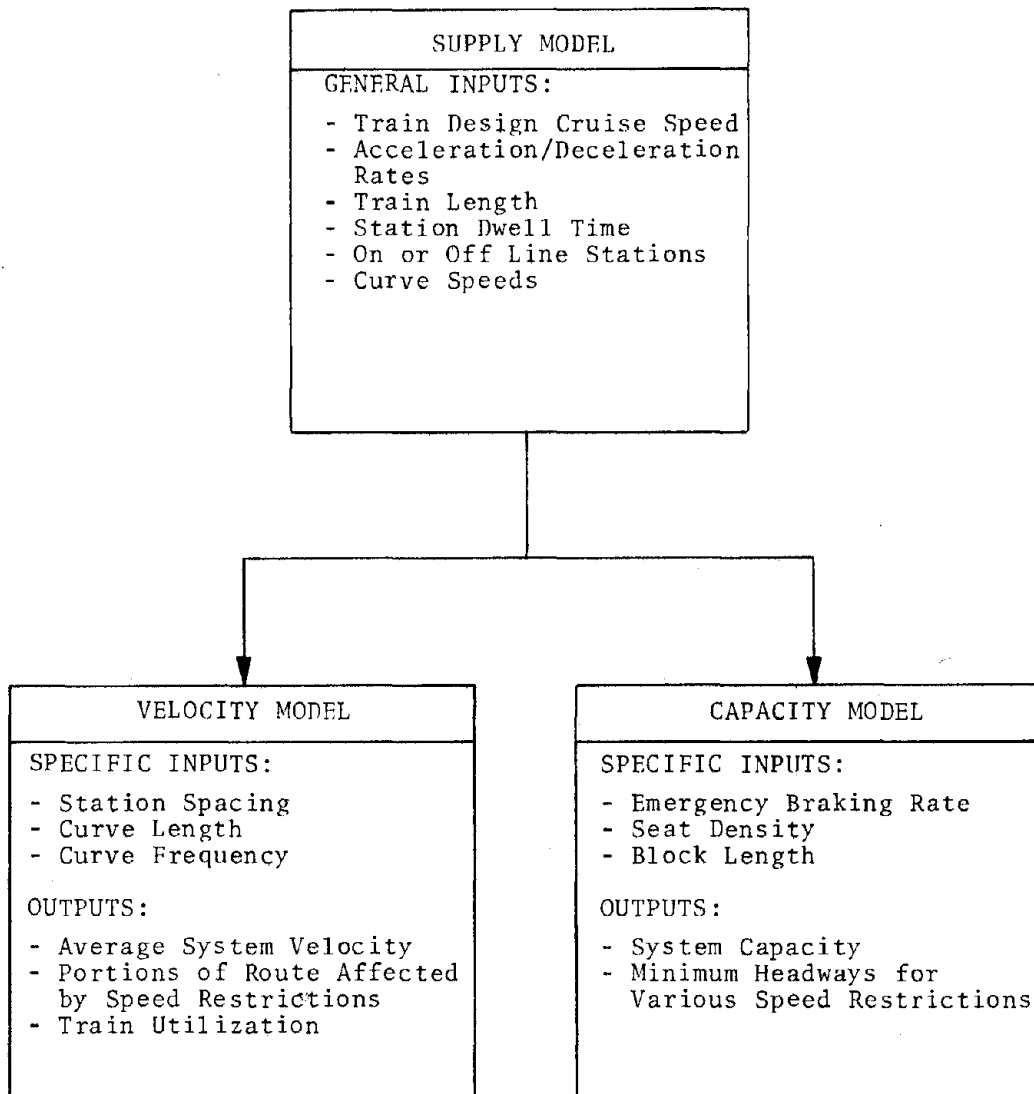 SUPPLY MODEL
GENERAL INPUTS:
- Train Design Cruise Speed
- Acceleration/Deceleration
Rates
- Train Length
- Station Dwell Time
- On or Off Line Stations
- Curve Speeds
VELOCITY MODEL
SPECIFIC INPUTS:
- Station Spacing
- Curve Length
- Curve Frequency
OUTPUTS:
- Average System Velocity
- Portions of Route Affected
by Speed Restrictions
- Train Utilization
CAPACITY MODEL
SPECIFIC INPUTS:
- Emergency Braking Rate
- Seat Density
- Block Length
OUTPUTS:
- System Capacity
- Minimum Headways for
Various Speed Restrictions